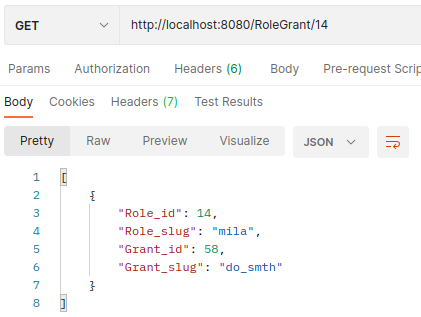 GET http://localhost:8080/RoleGrant/14
Params Authorization Headers (6) Body Pre-request Scrip
Body Cookies Headers (7) Test Results
Pretty Raw Preview Visualize JSON
1 [
2 {
3 "Role_id": 14,
4 "Role_slug": "mila",
5 "Grant_id": 58,
6 "Grant_slug": "do_smth"
7 }
8 ]